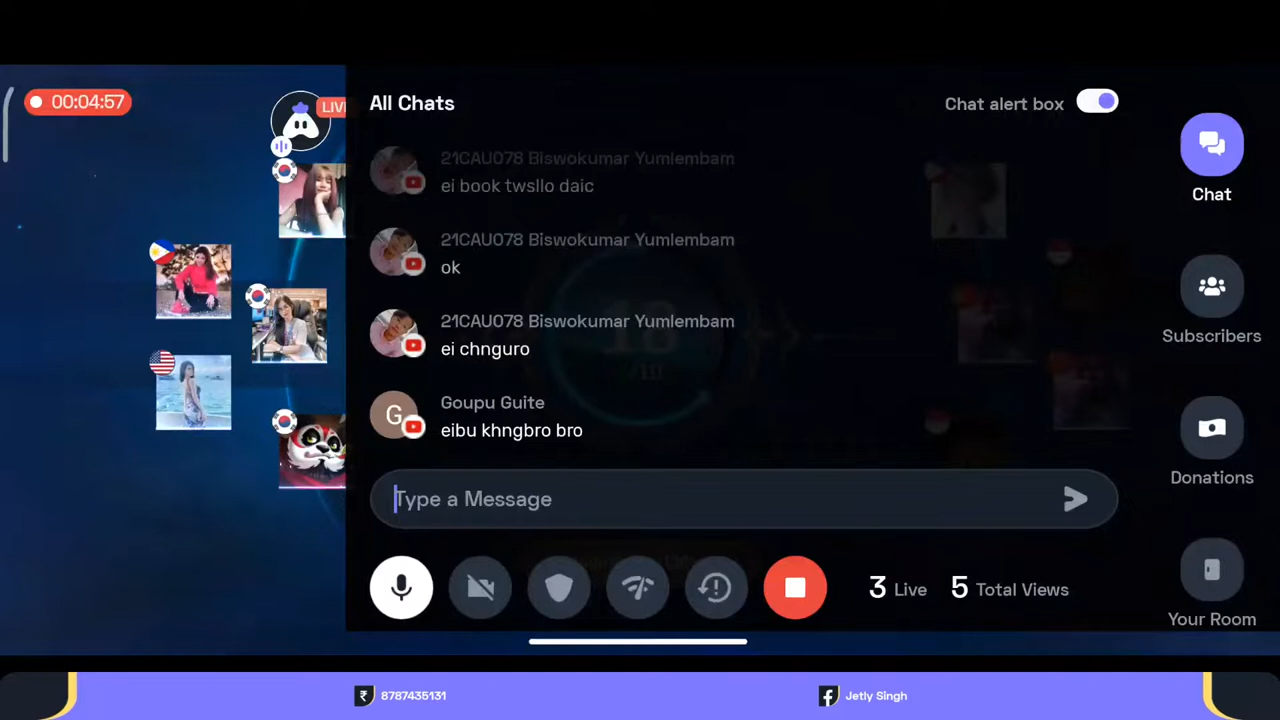 00:04:57
LIVE
All Chats
Chat alert box
21CAU078 Biswokumar Yumlembam
ei book twsllo daic
21CAU078 Biswokumar Yumlembam
ok
21CAU078 Biswokumar Yumlembam
ei chnguro
G
Goupu Guite
eibu khngbro bro
Type a Message
3 Live
5 Total Views
Chat
Subscribers
Donations
Your Room
18
₹ 8787435131
Jetly Singh